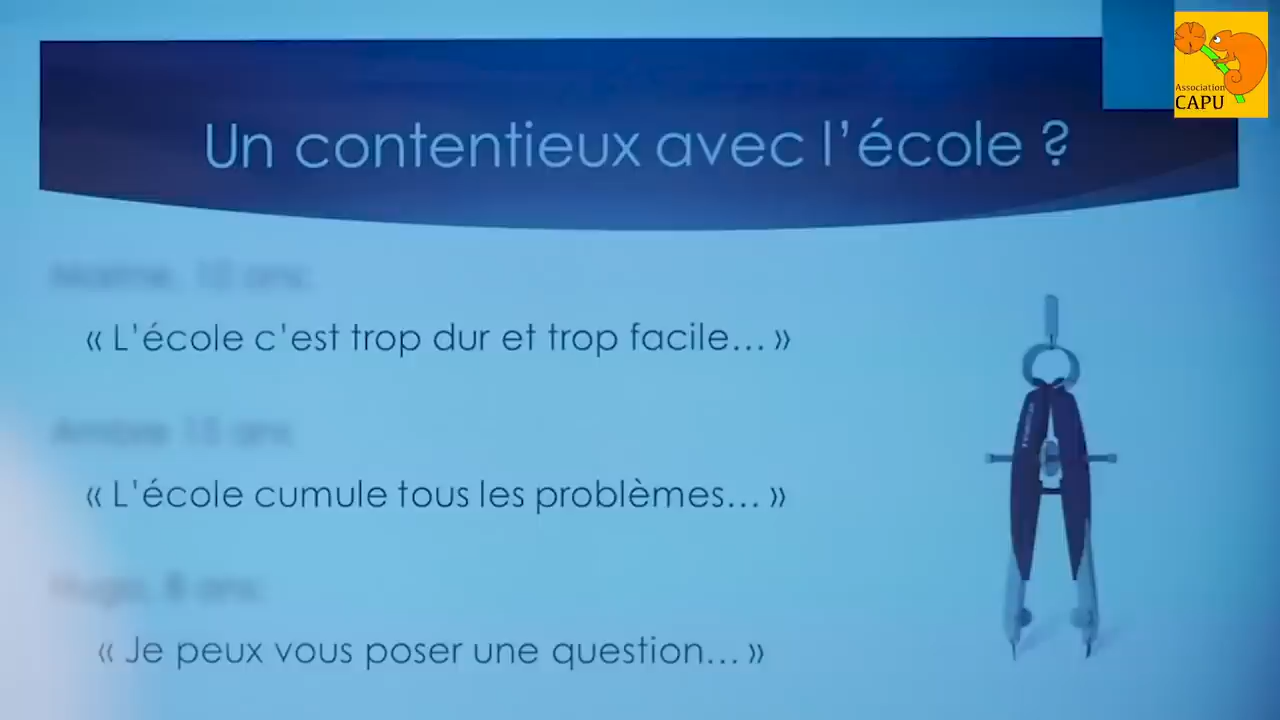 Association
CAPU
Un contentieux avec l'école ?
« L'école c'est trop dur et trop facile... »
« L'école cumule tous les problèmes... »
« Je peux vous poser une question... »